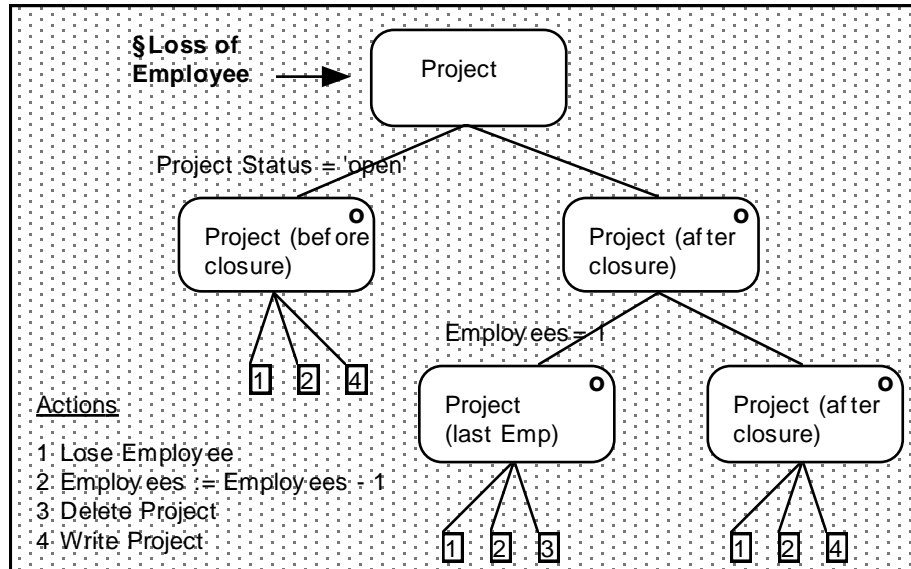 §Loss of
Employee
Project
Project Status = 'open'
o
Project (before
closure)
o
Project (after
closure)
Employees = 1
1 2 4
o
Project
(last Emp)
o
Project (after
closure)
Actions
1 Lose Employee
2 Employees := Employees - 1
3 Delete Project
4 Write Project
1 2 3
1 2 4